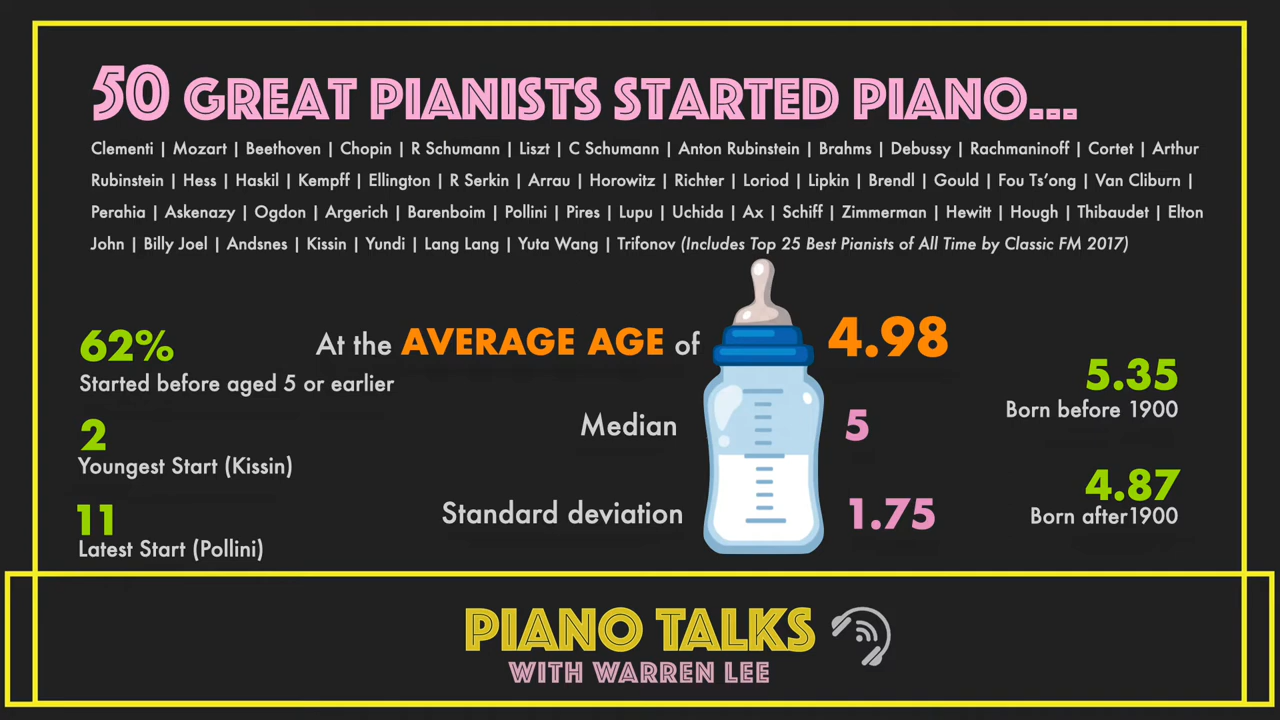 50 GREAT PIANISTS STARTED PIANO...
Clementi | Mozart | Beethoven | Chopin | R Schumann | Liszt | C Schumann | Anton Rubinstein | Brahms | Debussy | Rachmaninoff | Cortet | Arthur
Rubinstein | Hess | Haskil | Kempff | Ellington | R Serkin | Arrau | Horowitz | Richter | Loriod | Lipkin | Brendl | Gould | Fou Ts'ong | Van Cliburn |
Perahia | Askenazy | Ogdon | Argerich | Barenboim | Pollini | Pires | Lupu | Uchida | Ax | Schiff | Zimmerman | Hewitt | Hough | Thibaudet | Elton
John | Billy Joel | Andsnes | Kissin | Yundi | Lang Lang | Yuta Wang | Trifonov (Includes Top 25 Best Pianists of All Time by Classic FM 2017)
62%
Started before aged 5 or earlier
2
Youngest Start (Kissin)
11
Latest Start (Pollini)
At the AVERAGE AGE of 4.98
Median 5
Standard deviation 1.75
5.35
Born before 1900
4.87
Born after1900
PIANO TALKS
WITH WARREN LEE